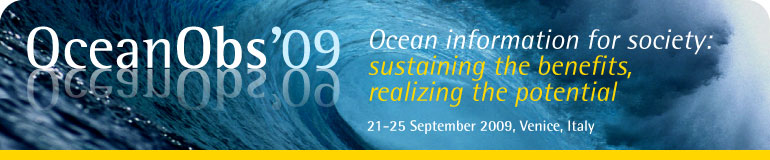 OceanObs'09
Ocean information for society:
sustaining the benefits,
realizing the potential
21-25 September 2009, Venice, Italy